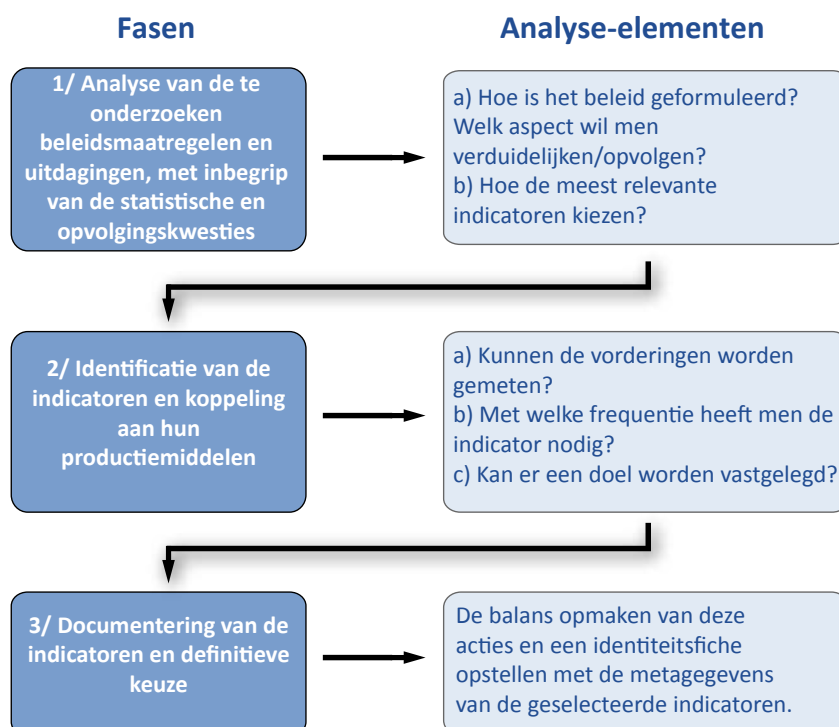 Fasen
Analyse-elementen
1/ Analyse van de te
onderzoeken
beleidsmaatregelen en
uitdagingen, met inbegrip
van de statistische en
opvolgingskwesties
a) Hoe is het beleid geformuleerd?
Welk aspect wil men
verduidelijken/opvolgen?
b) Hoe de meest relevante
indicatoren kiezen?
2/ Identificatie van de
indicatoren en koppeling
aan hun
productiemiddelen
a) Kunnen de vorderingen worden
gemeten?
b) Met welke frequentie heeft men de
indicator nodig?
c) Kan er een doel worden vastgelegd?
3/ Documentering van de
indicatoren en definitieve
keuze
De balans opmaken van deze
acties en een identiteitsfiche
opstellen met de metagegevens
van de geselecteerde indicatoren.